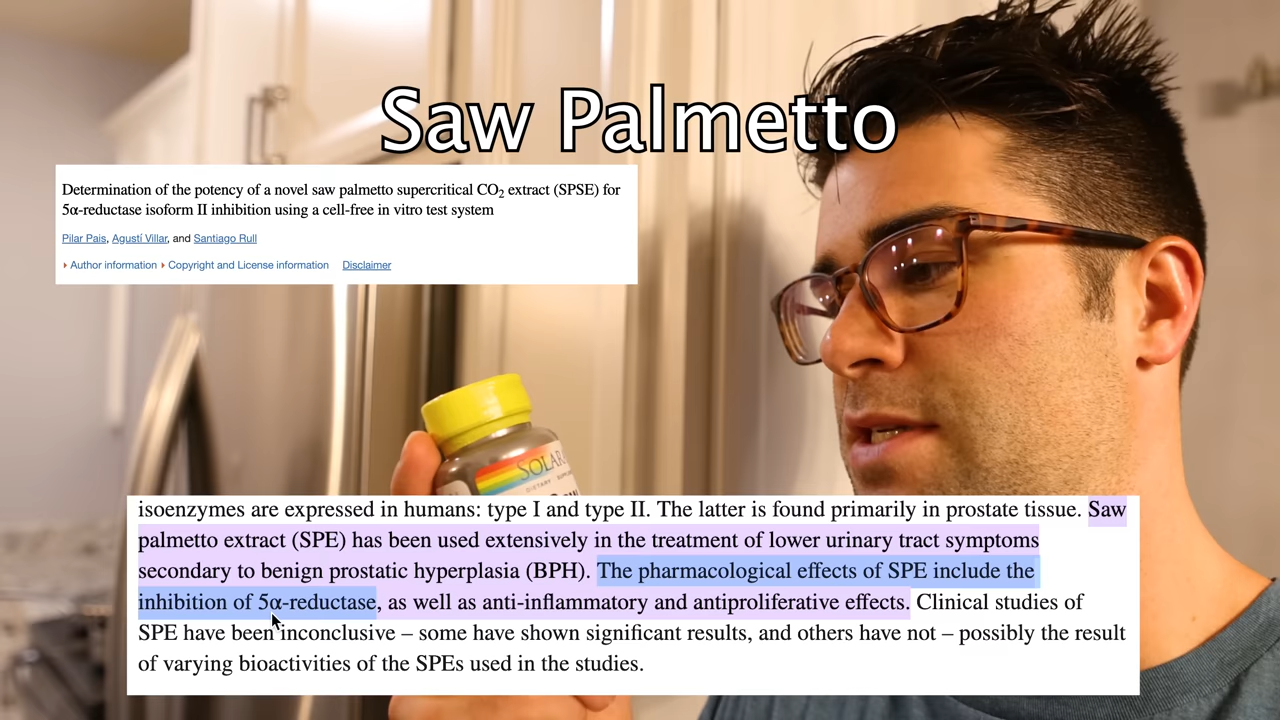 Saw Palmetto
Determination of the potency of a novel saw palmetto supercritical CO₂ extract (SPSE) for
5α-reductase isoform II inhibition using a cell-free in vitro test system
Pilar Pais, Agustí Villar, and Santiago Rull
Author information Copyright and License information Disclaimer
SOLAR
DIETARY
isoenzymes are expressed in humans: type I and type II. The latter is found primarily in prostate tissue. Saw
palmetto extract (SPE) has been used extensively in the treatment of lower urinary tract symptoms
secondary to benign prostatic hyperplasia (BPH). The pharmacological effects of SPE include the
inhibition of 5α-reductase, as well as anti-inflammatory and antiproliferative effects. Clinical studies of
SPE have been inconclusive – some have shown significant results, and others have not – possibly the result
of varying bioactivities of the SPEs used in the studies.